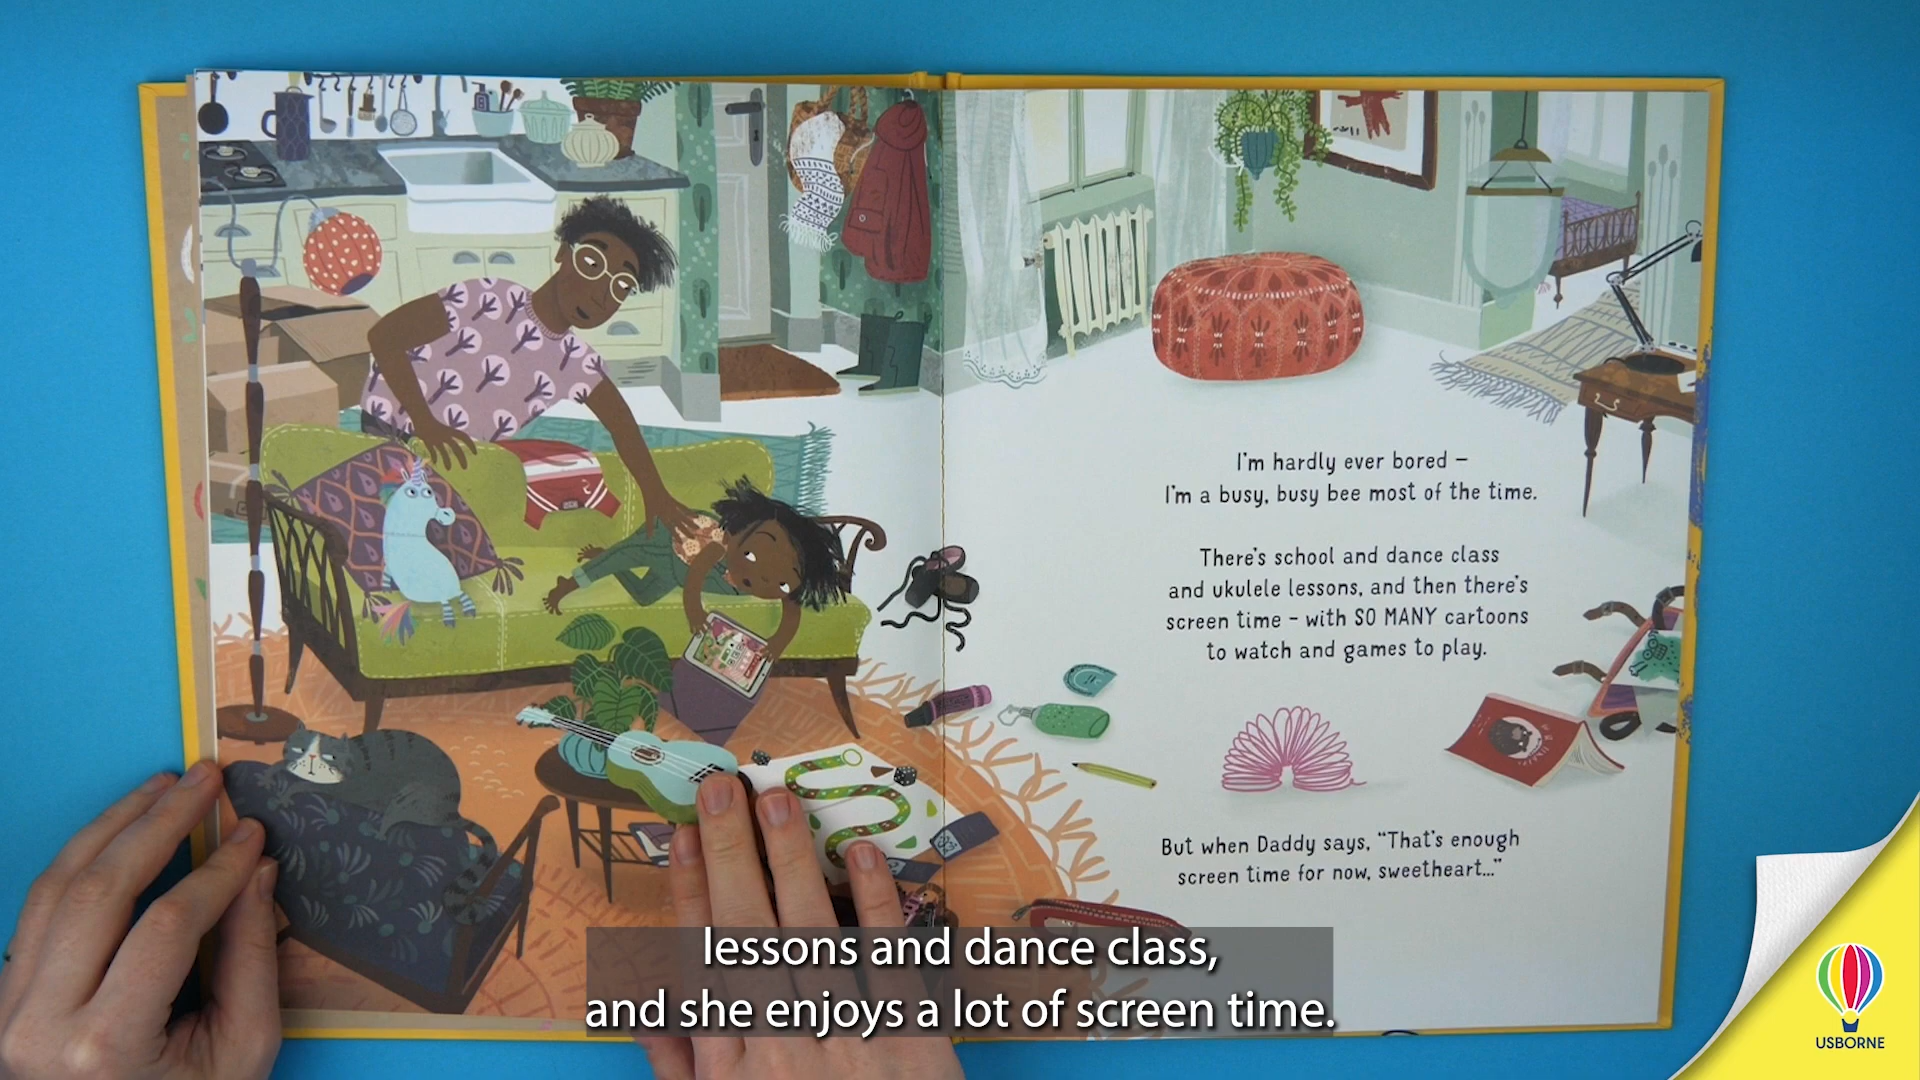 I'm hardly ever bored –
I'm a busy, busy bee most of the time.
There's school and dance class
and ukulele lessons, and then there's
screen time – with SO MANY cartoons
to watch and games to play.
But when Daddy says, "That's enough
screen time for now, sweetheart..."
lessons and dance class,
and she enjoys a lot of screen time.
USBORNE